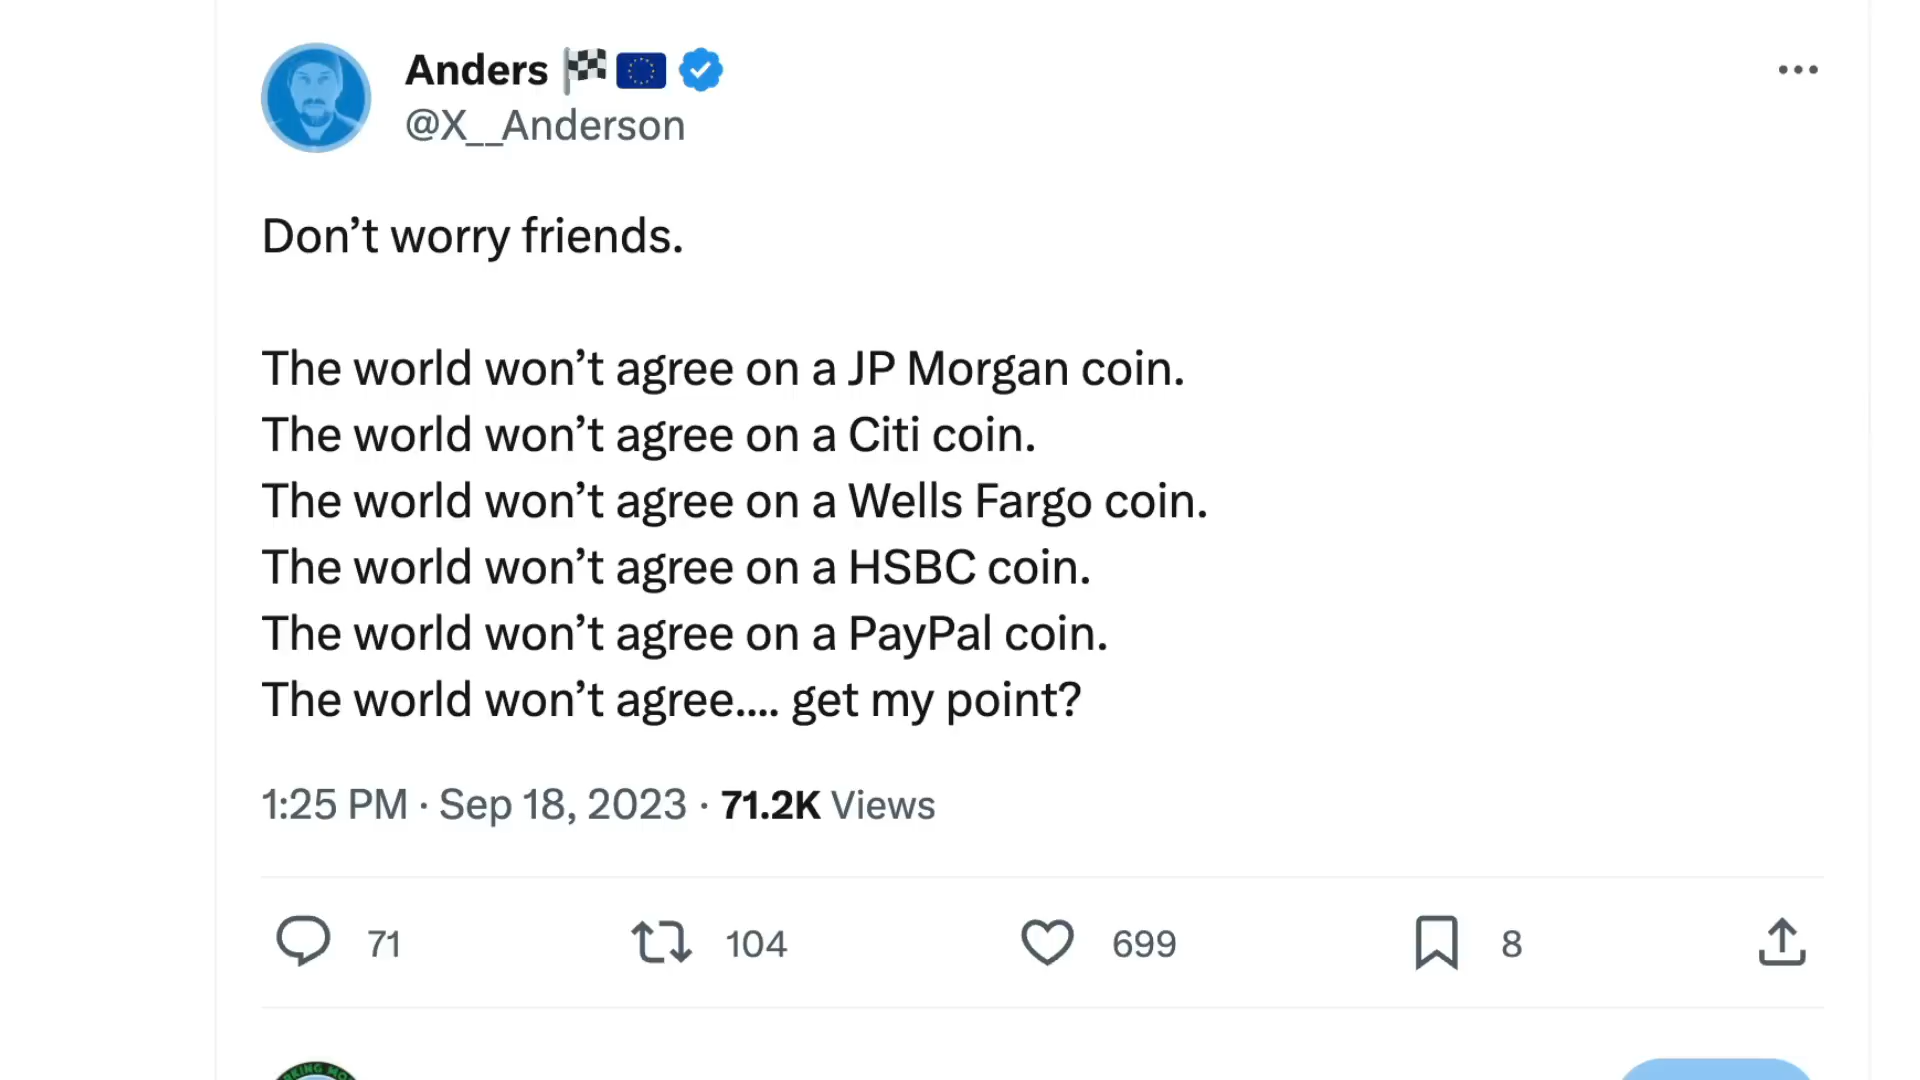 Anders 🏁🇪🇺
@X__Anderson
Don’t worry friends.
The world won’t agree on a JP Morgan coin.
The world won’t agree on a Citi coin.
The world won’t agree on a Wells Fargo coin.
The world won’t agree on a HSBC coin.
The world won’t agree on a PayPal coin.
The world won’t agree.... get my point?
1:25 PM · Sep 18, 2023 · 71.2K Views
71 104 699 8